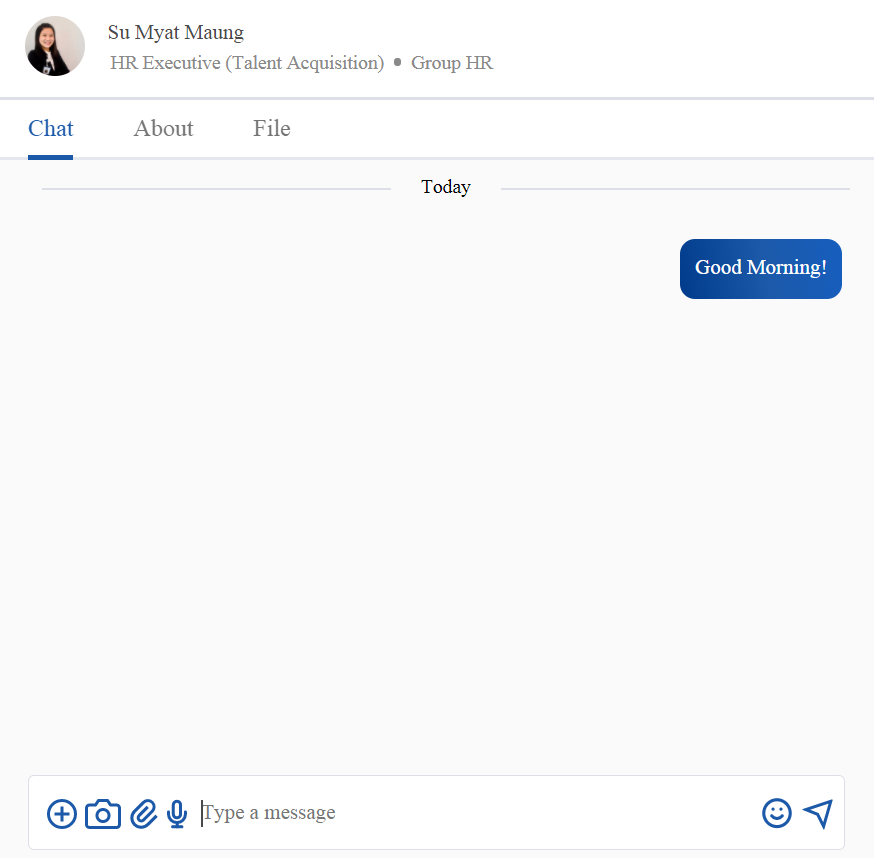 Su Myat Maung
HR Executive (Talent Acquisition) • Group HR
Chat About File
Today
Good Morning!
Type a message